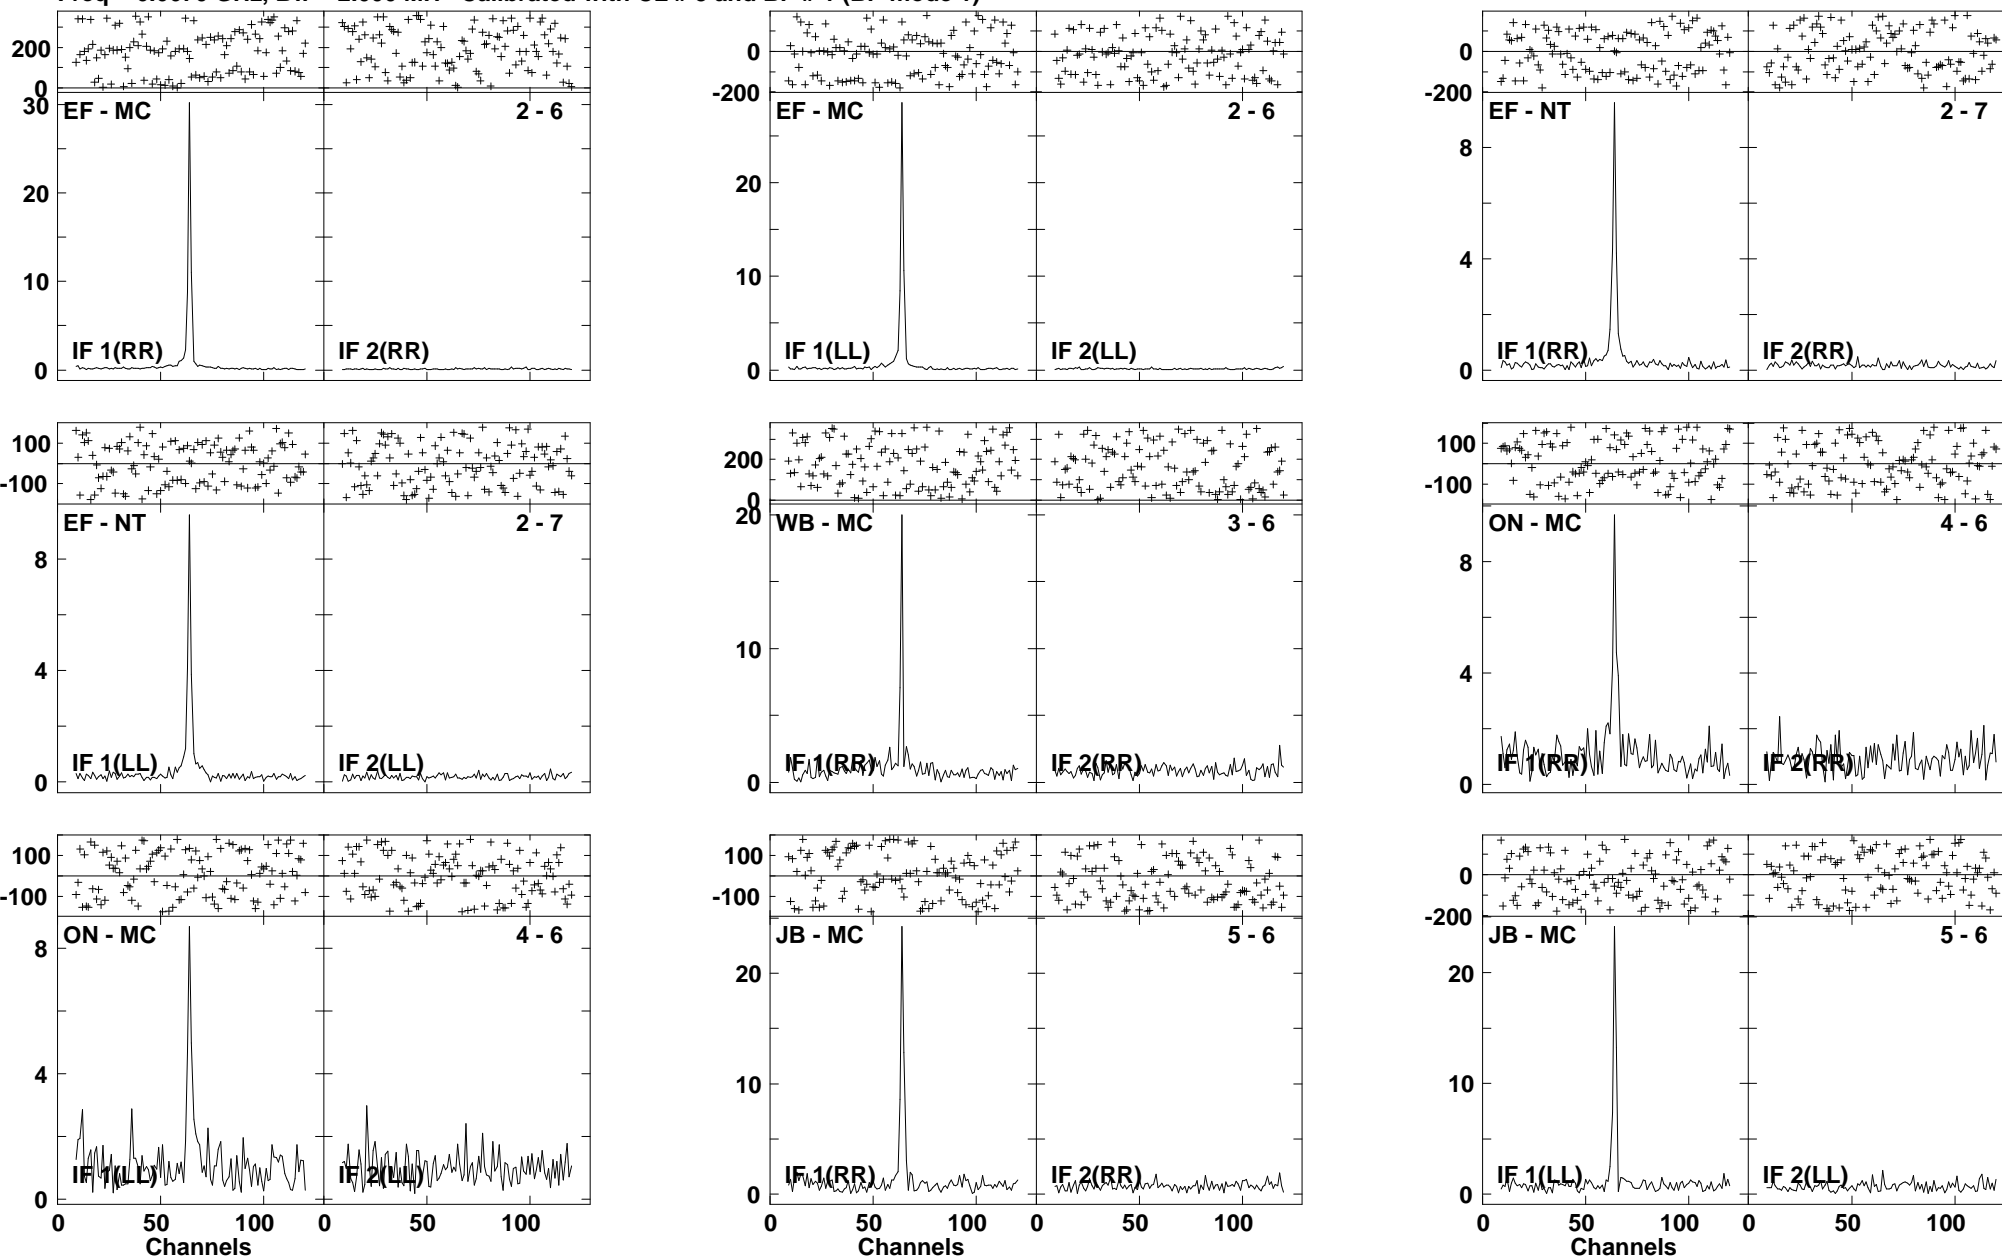 200
0
30
20
10
0
EF - MC
2 - 6
IF 1(RR)
IF 2(RR)
0
-200
20
10
0
EF - MC
2 - 6
IF 1(LL)
IF 2(LL)
0
-200
8
4
0
EF - NT
2 - 7
IF 1(RR)
IF 2(RR)
100
-100
8
4
0
EF - NT
2 - 7
IF 1(LL)
IF 2(LL)
200
0
20
10
0
WB - MC
3 - 6
IF 1(RR)
IF 2(RR)
100
-100
8
4
0
ON - MC
4 - 6
IF 1(RR)
IF 2(RR)
100
-100
8
4
0
ON - MC
4 - 6
IF 1(LL)
IF 2(LL)
0 50 100 0 50 100
Channels
100
-100
20
10
0
JB - MC
5 - 6
IF 1(RR)
IF 2(RR)
0 50 100 0 50 100
Channels
0
-200
20
10
0
JB - MC
5 - 6
IF 1(LL)
IF 2(LL)
0 50 100 0 50 100
Channels